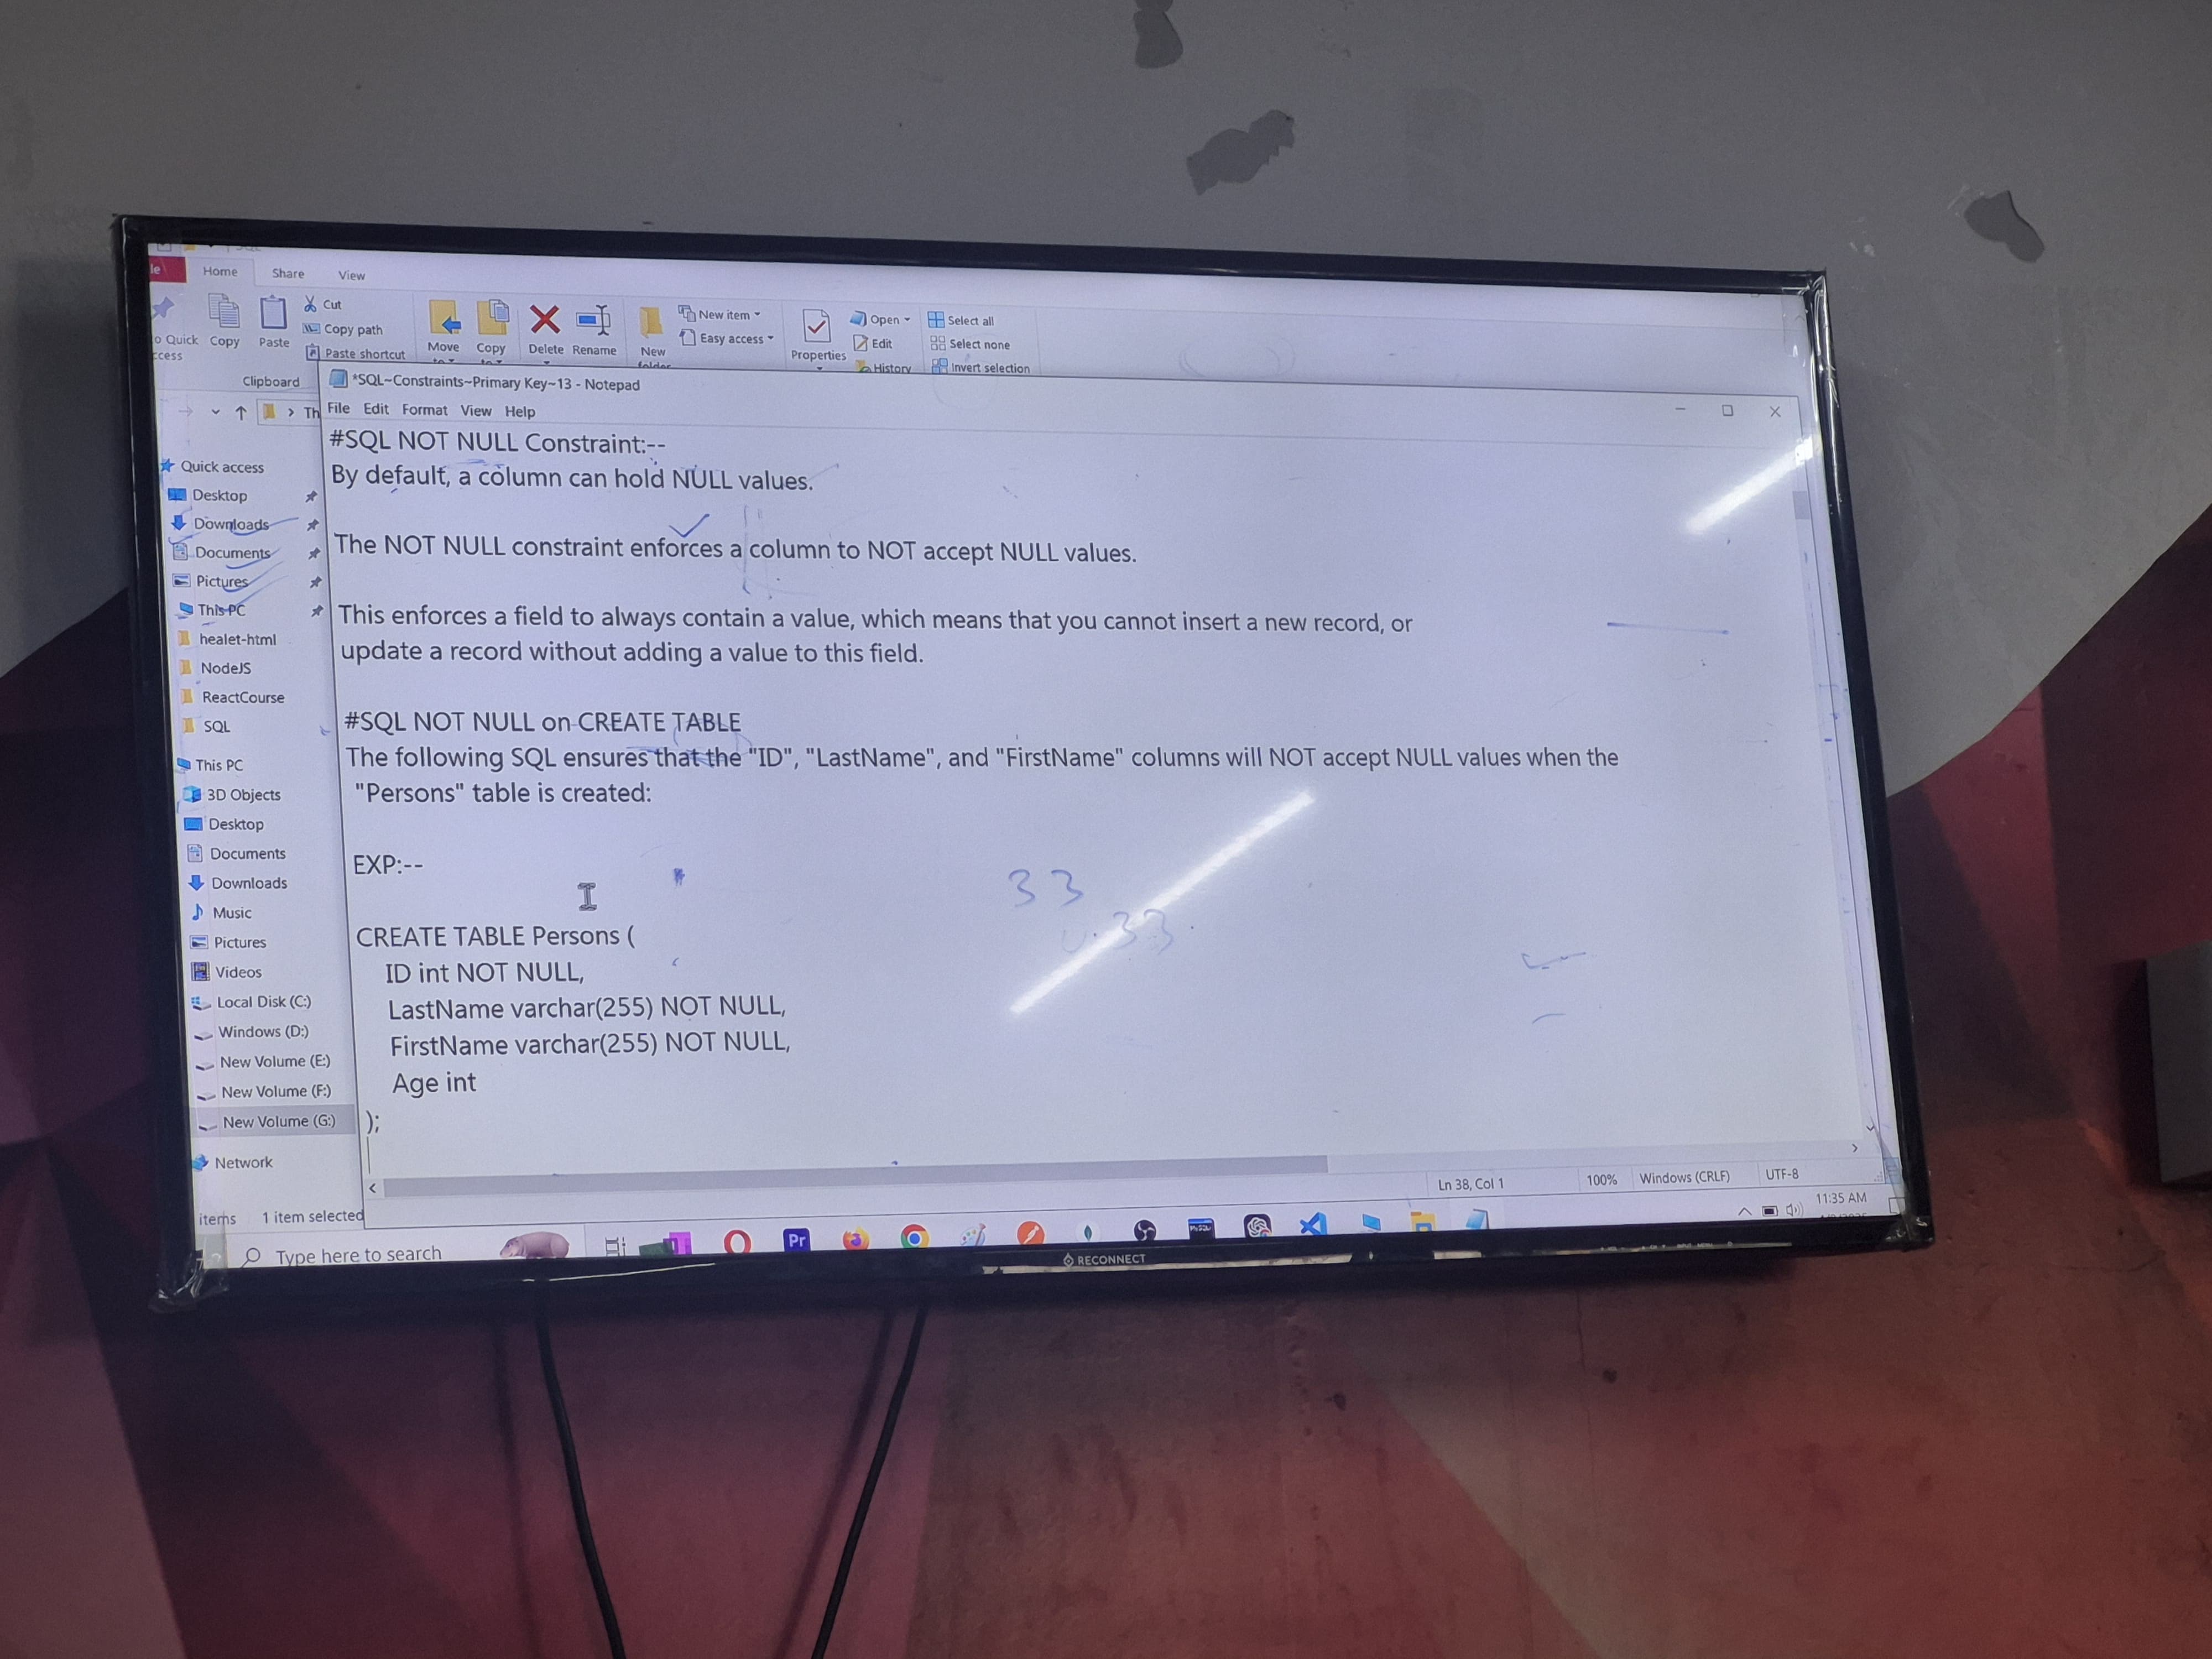 Home Share View
Cut
Copy path
Paste shortcut
Copy
Paste
Move
Copy
Delete
Rename
New
folder
New item
Easy access
Properties
Open
Edit
History
Select all
Select none
Invert selection
Clipboard
*SQL~Constraints~Primary Key~13 - Notepad
File Edit Format View Help
#SQL NOT NULL Constraint:--
By default, a column can hold NULL values.
The NOT NULL constraint enforces a column to NOT accept NULL values.
This enforces a field to always contain a value, which means that you cannot insert a new record, or
update a record without adding a value to this field.
#SQL NOT NULL on CREATE TABLE
The following SQL ensures that the "ID", "LastName", and "FirstName" columns will NOT accept NULL values when the
"Persons" table is created:
EXP:--
33
33
CREATE TABLE Persons (
ID int NOT NULL,
LastName varchar(255) NOT NULL,
FirstName varchar(255) NOT NULL,
Age int
);
Quick access
Desktop
Downloads
Documents
Pictures
This PC
healet-html
NodeJS
ReactCourse
SQL
This PC
3D Objects
Desktop
Documents
Downloads
Music
Pictures
Videos
Local Disk (C:)
Windows (D:)
New Volume (E:)
New Volume (F:)
New Volume (G:)
Network
items 1 item selected
Ln 38, Col 1 100% Windows (CRLF) UTF-8
Type here to search
Pr
11:35 AM
RECONNECT